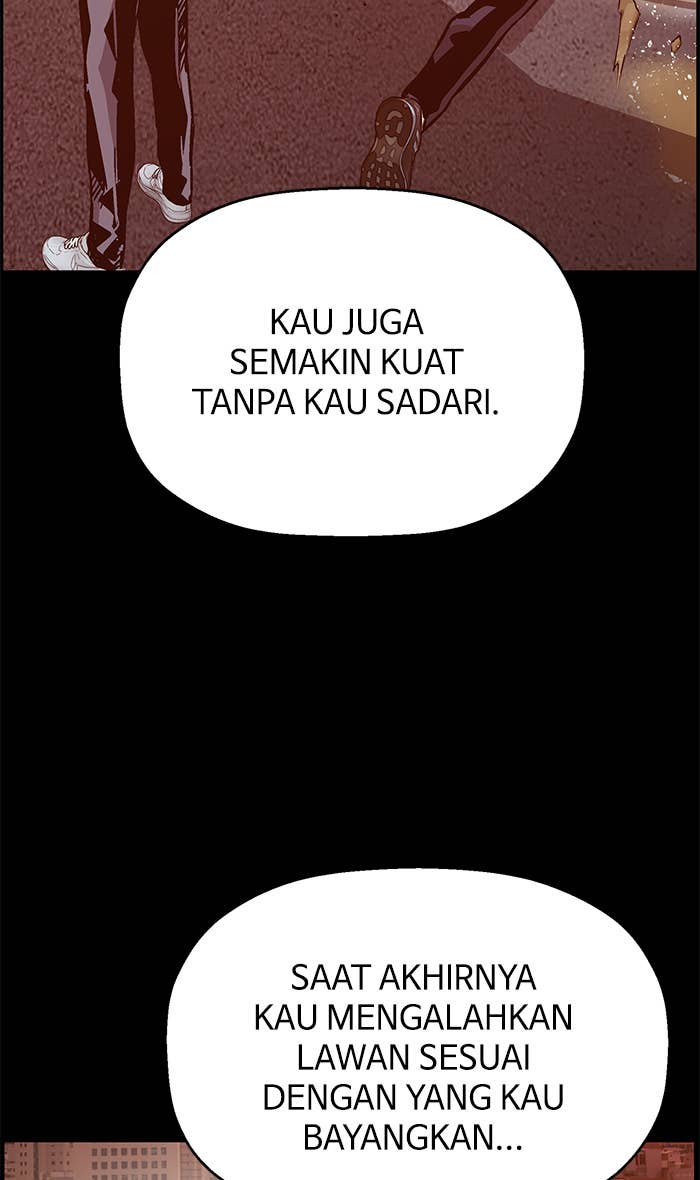 KAU JUGA
SEMAKIN KUAT
TANPA KAU SADARI.
SAAT AKHIRNYA
KAU MENGALAHKAN
LAWAN SESUAI
DENGAN YANG KAU
BAYANGKAN...